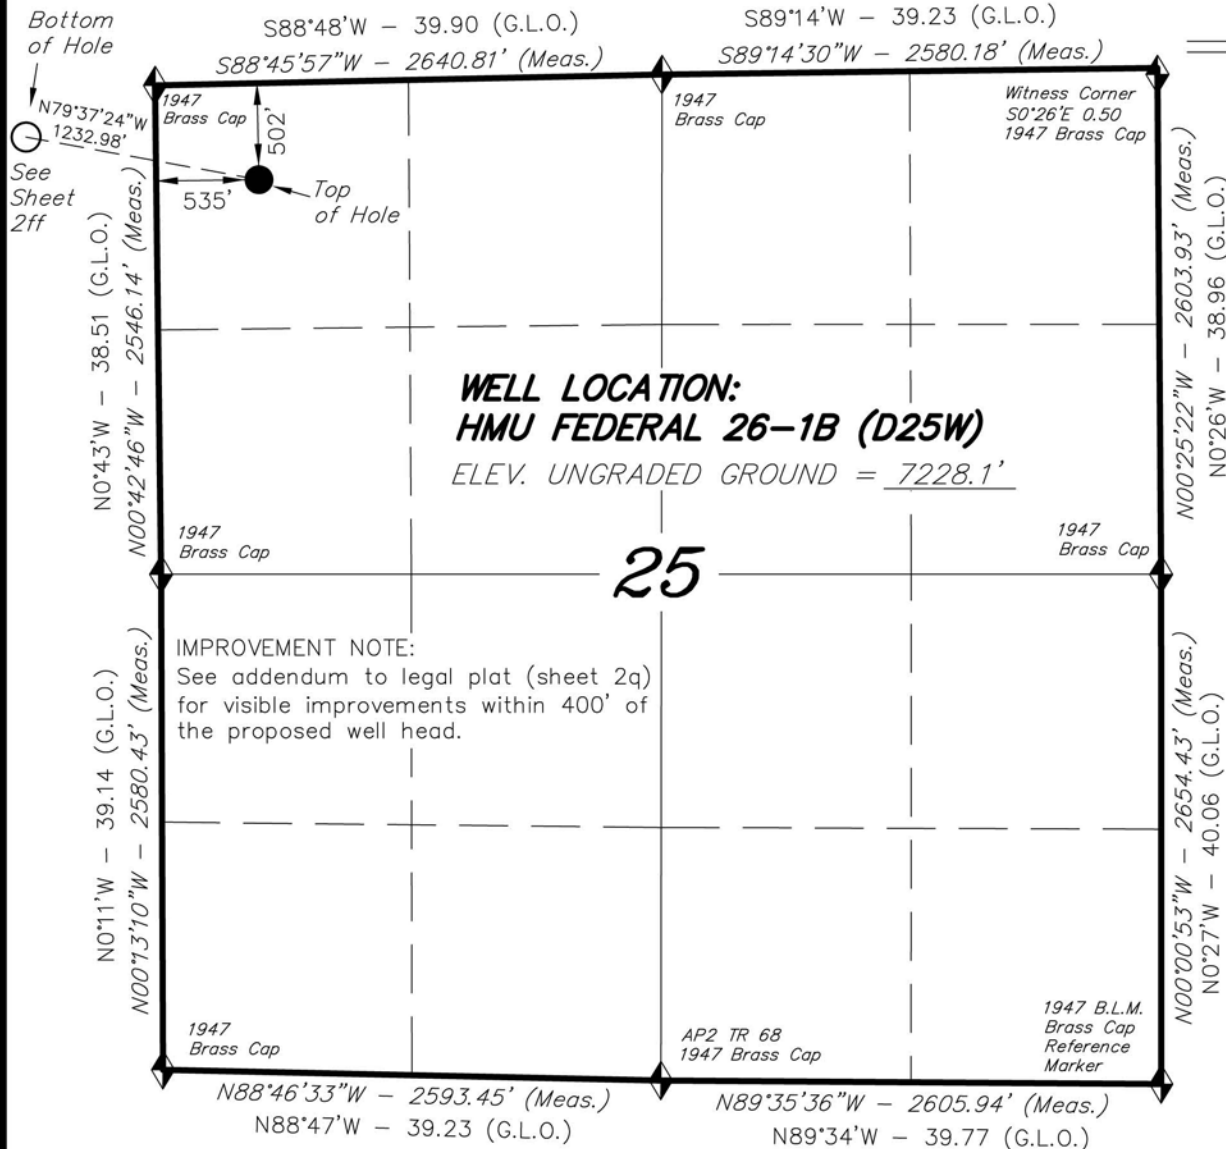 Bottom
of Hole
S88°48'W – 39.90 (G.L.O.)
S88°45'57"W – 2640.81' (Meas.)
S89°14'W – 39.23 (G.L.O.)
S89°14'30"W – 2580.18' (Meas.)
N79°37'24"W
1232.98'
See
Sheet
2ff
1947
Brass Cap
502'
535'
Top
of Hole
1947
Brass Cap
Witness Corner
S0°26'E 0.50
1947 Brass Cap
N0°43'W – 38.51 (G.L.O.)
N00°42'46"W – 2546.14' (Meas.)
N00°25'22"W – 2603.93' (Meas.)
N0°26'W – 38.96 (G.L.O.)
WELL LOCATION:
HMU FEDERAL 26–1B (D25W)
ELEV. UNGRADED GROUND = 7228.1'
1947
Brass Cap
1947
Brass Cap
25
IMPROVEMENT NOTE:
See addendum to legal plat (sheet 2q)
for visible improvements within 400' of
the proposed well head.
N0°11'W – 39.14 (G.L.O.)
N00°13'10"W – 2580.43' (Meas.)
N00°00'53"W – 2654.43' (Meas.)
N0°27'W – 40.06 (G.L.O.)
1947
Brass Cap
AP2 TR 68
1947 Brass Cap
1947 B.L.M.
Brass Cap
Reference
Marker
N88°46'33"W – 2593.45' (Meas.)
N88°47'W – 39.23 (G.L.O.)
N89°35'36"W – 2605.94' (Meas.)
N89°34'W – 39.77 (G.L.O.)